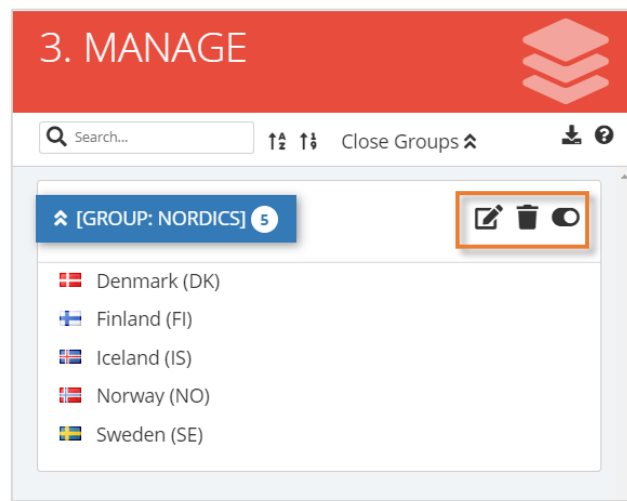 3. MANAGE
Search...
Close Groups
[GROUP: NORDICS] 5
Denmark (DK)
Finland (FI)
Iceland (IS)
Norway (NO)
Sweden (SE)